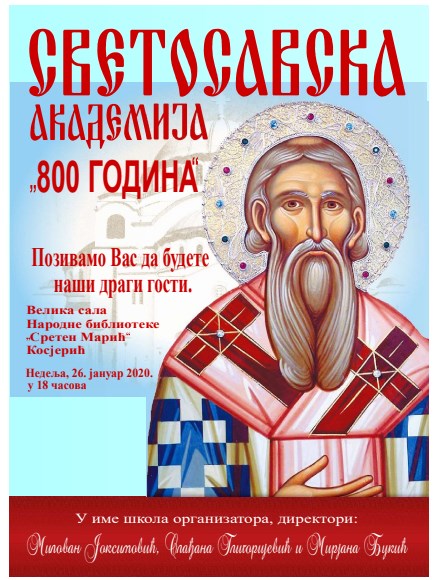 СВЕТОСАВСКА
АКАДЕМИЈА
„800 ГОДИНА“
Позивамо Вас да будете
наши драги гости.
Велика сала
Народне библиотеке
„Сретен Марић“
Косјерић
Недеља, 26. јануар 2020.
у 18 часова
У име школа организатора, директори:
Милован Јокситовић, Слађана Глигоријевић и Мирјана Ђукић